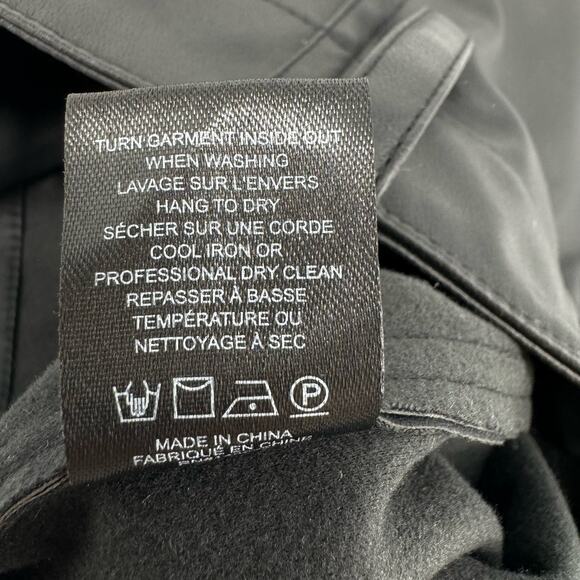 TURN GARMENT INSIDE OUT
WHEN WASHING
LAVAGE SUR L'ENVERS
HANG TO DRY
SÉCHER SUR UNE CORDE
COOL IRON OR
PROFESSIONAL DRY CLEAN
REPASSER À BASSE
TEMPÉRATURE OU
NETTOYAGE À SEC
P
MADE IN CHINA
FABRIQUÉ EN CHINE